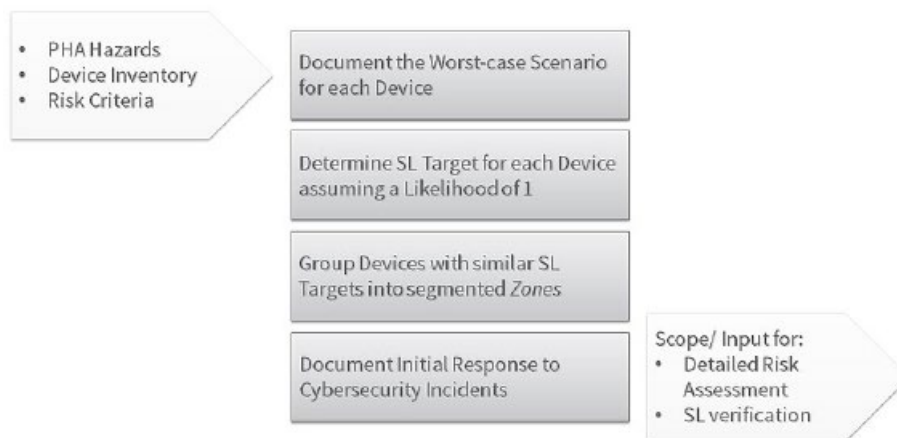 • PHA Hazards
• Device Inventory
• Risk Criteria
Document the Worst-case Scenario
for each Device
Determine SL Target for each Device
assuming a Likelihood of 1
Group Devices with similar SL
Targets into segmented Zones
Document Initial Response to
Cybersecurity Incidents
Scope/ Input for:
• Detailed Risk
Assessment
• SL verification